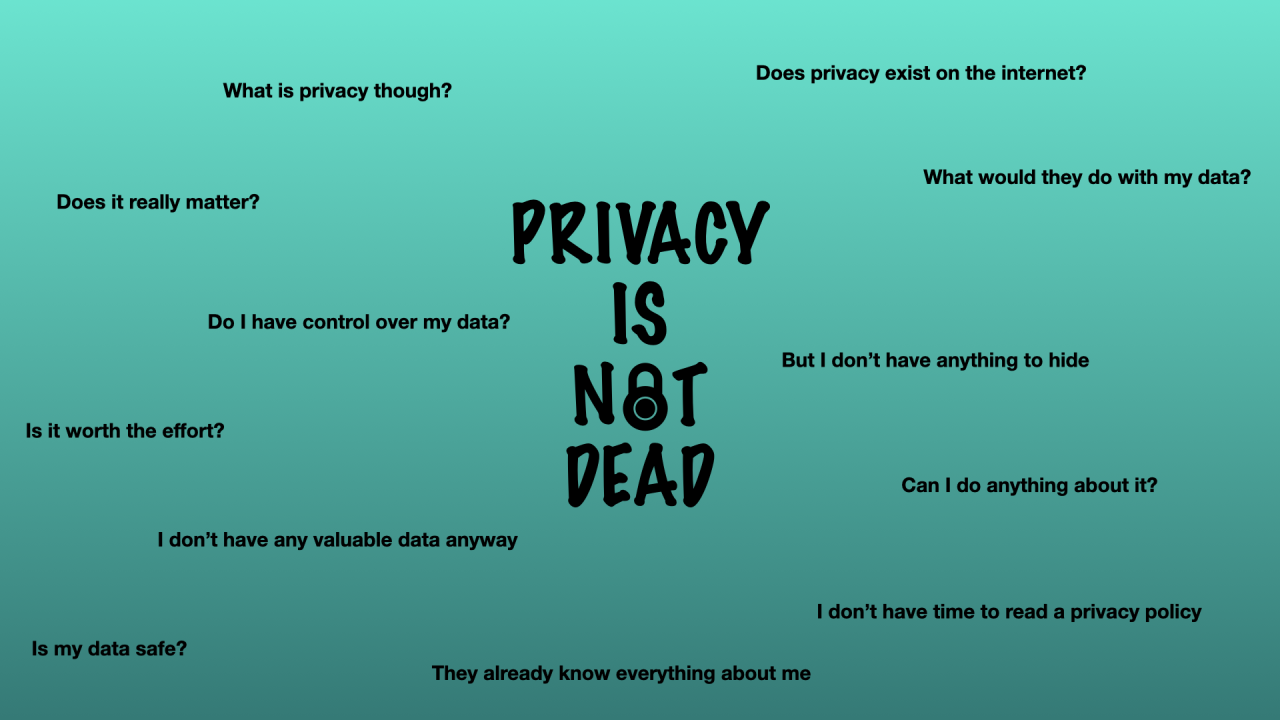 Does privacy exist on the internet?
What is privacy though?
What would they do with my data?
Does it really matter?
PRIVACY
IS
NOT
DEAD
Do I have control over my data?
But I don’t have anything to hide
Is it worth the effort?
Can I do anything about it?
I don’t have any valuable data anyway
I don’t have time to read a privacy policy
Is my data safe?
They already know everything about me